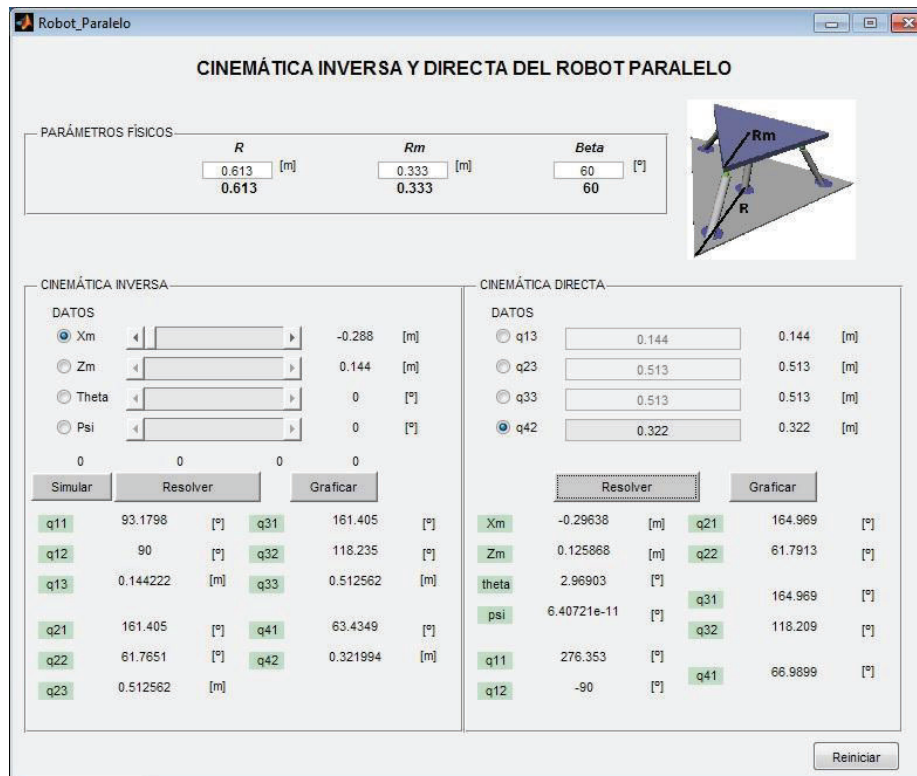 Robot_Paralelo
CINEMÁTICA INVERSA Y DIRECTA DEL ROBOT PARALELO
PARÁMETROS FÍSICOS
R Rm Beta
0.613 [m] 0.333 [m] 60 [º]
0.613 0.333 60
Rm
R
CINEMÁTICA INVERSA
DATOS
Xm -0.288 [m]
Zm 0.144 [m]
Theta 0 [º]
Psi 0 [º]
0 0 0 0
Simular Resolver Graficar
q11 93.1798 [º] q31 161.405 [º]
q12 90 [º] q32 118.235 [º]
q13 0.144222 [m] q33 0.512562 [m]
q21 161.405 [º] q41 63.4349 [º]
q22 61.7651 [º] q42 0.321994 [m]
q23 0.512562 [m]
CINEMÁTICA DIRECTA
DATOS
q13 0.144 0.144 [m]
q23 0.513 0.513 [m]
q33 0.513 0.513 [m]
q42 0.322 0.322 [m]
Resolver Graficar
Xm -0.29638 [m] q21 164.969 [º]
Zm 0.125868 [m] q22 61.7913 [º]
theta 2.96903 [º] q31 164.969 [º]
psi 6.40721e-11 [º] q32 118.209 [º]
q11 276.353 [º] q41 66.9899 [º]
q12 -90 [º]
Reiniciar